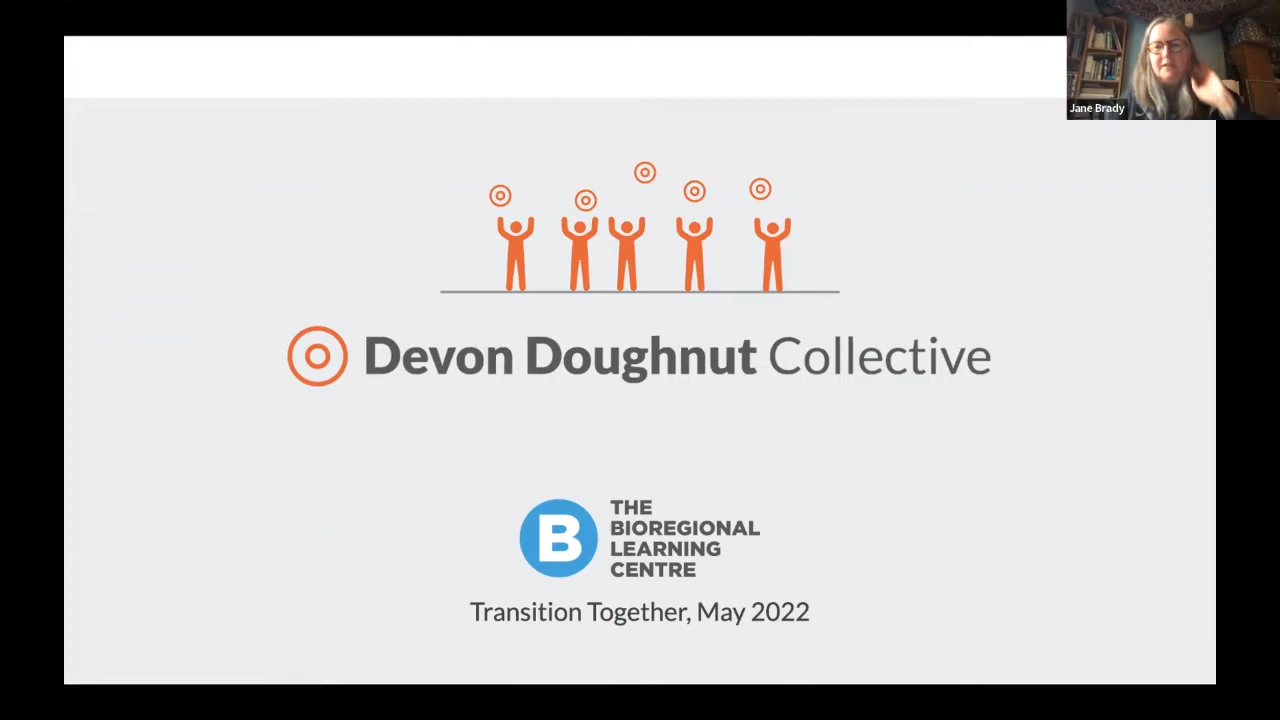 Jane Brady
Devon Doughnut Collective
B
THE
BIOREGIONAL
LEARNING
CENTRE
Transition Together, May 2022